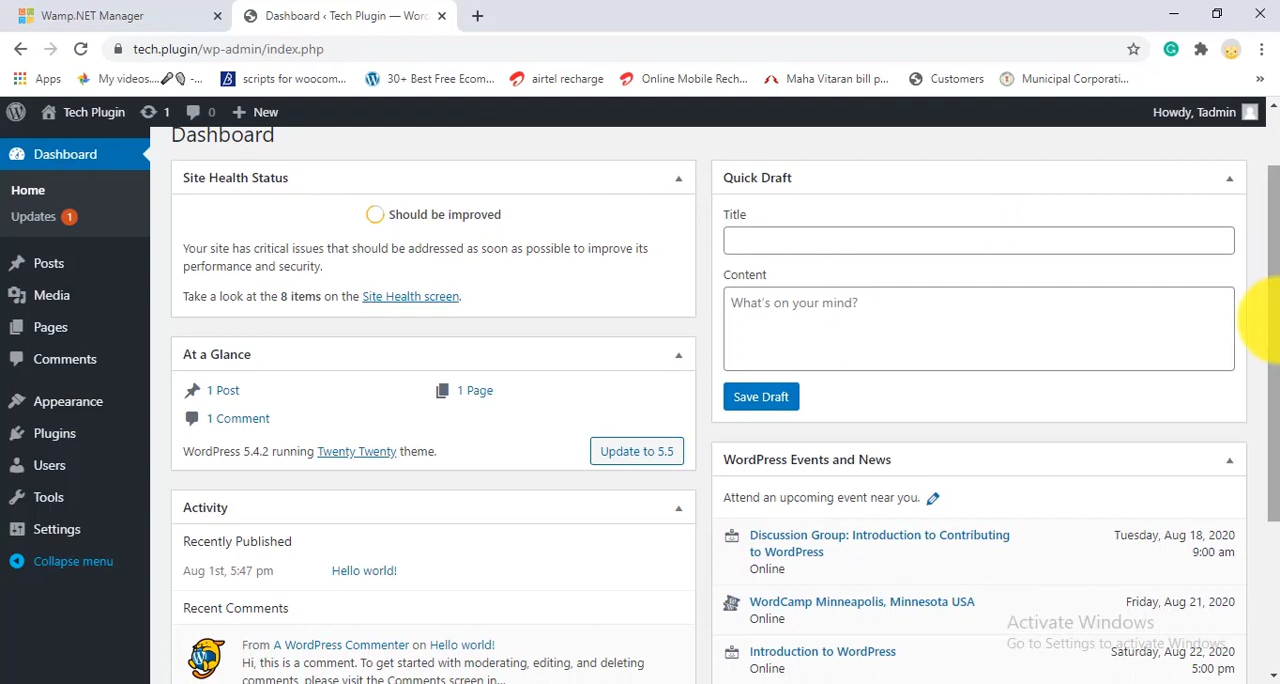 Wamp.NET Manager
Dashboard ‹ Tech Plugin — Wor
tech.plugin/wp-admin/index.php
Apps
My videos....
-...
scripts for woocom...
30+ Best Free Ecom...
airtel recharge
Online Mobile Rech...
Maha Vitaran bill p...
Customers
Municipal Corporati...
»
Tech Plugin
1
0
New
Howdy, Tadmin
Dashboard
Home
Updates 1
Posts
Media
Pages
Comments
Appearance
Plugins
Users
Tools
Settings
Collapse menu
Dashboard
Site Health Status
Should be improved
Your site has critical issues that should be addressed as soon as possible to improve its
performance and security.
Take a look at the 8 items on the Site Health screen.
At a Glance
1 Post
1 Page
1 Comment
WordPress 5.4.2 running Twenty Twenty theme.
Update to 5.5
Activity
Recently Published
Aug 1st, 5:47 pm
Hello world!
Recent Comments
From A WordPress Commenter on Hello world!
Hi, this is a comment. To get started with moderating, editing, and deleting
comments, please visit the Comments screen in...
Quick Draft
Title
Content
What's on your mind?
Save Draft
WordPress Events and News
Attend an upcoming event near you.
Discussion Group: Introduction to Contributing
to WordPress
Online
Tuesday, Aug 18, 2020
9:00 am
WordCamp Minneapolis, Minnesota USA
Online
Friday, Aug 21, 2020
Introduction to WordPress
Online
Saturday, Aug 22, 2020
5:00 pm
Activate Windows
Go to Settings to activate Windows.